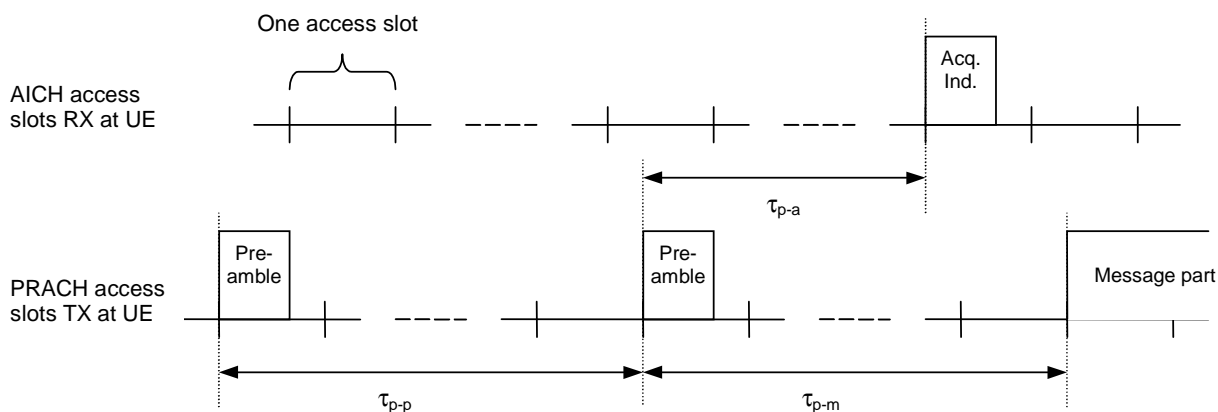 One access slot
Acq.
Ind.
AICH access
slots RX at UE
τp-a
Pre-
amble
Pre-
amble
Message part
PRACH access
slots TX at UE
τp-p
τp-m